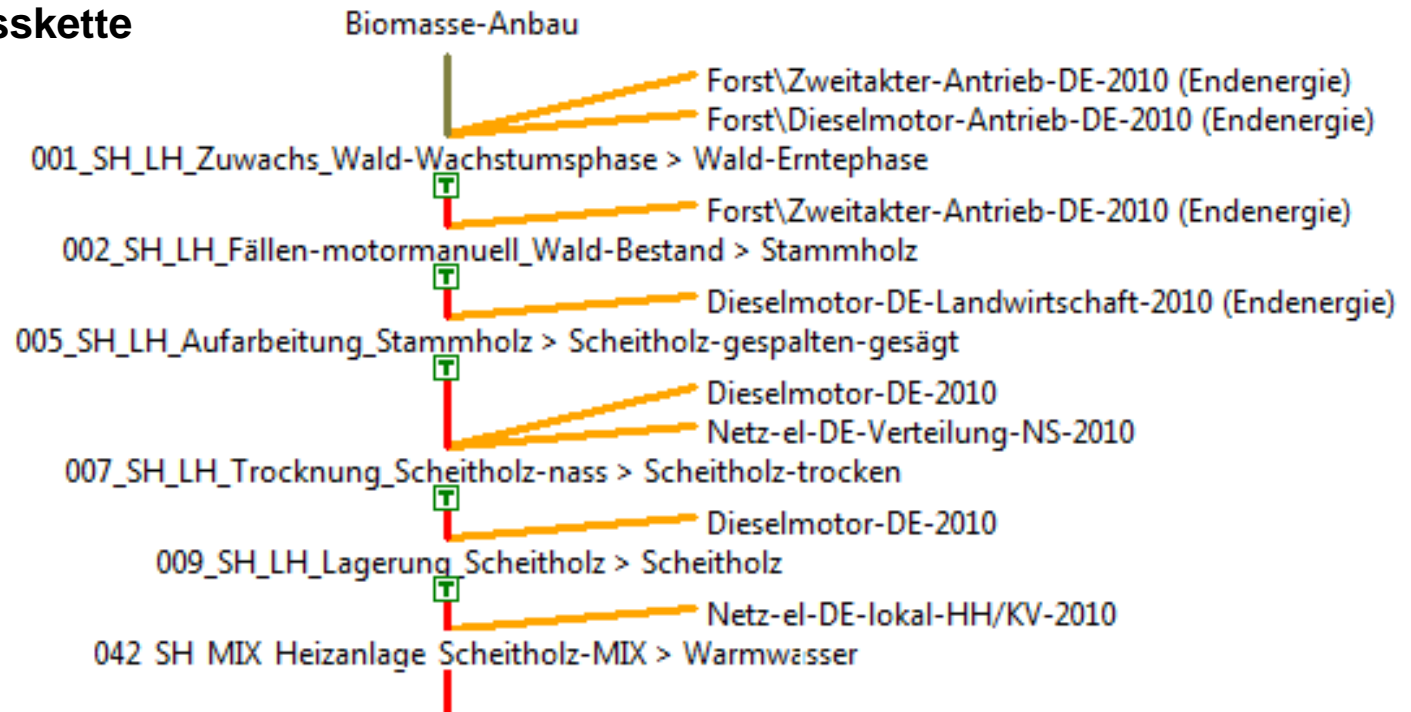 sskette
Biomasse-Anbau
Forst\Zweitakter-Antrieb-DE-2010 (Endenergie)
Forst\Dieselmotor-Antrieb-DE-2010 (Endenergie)
001_SH_LH_Zuwachs_Wald-Wachstumsphase > Wald-Erntephase
T
Forst\Zweitakter-Antrieb-DE-2010 (Endenergie)
002_SH_LH_Fällen-motormanuell_Wald-Bestand > Stammholz
T
Dieselmotor-DE-Landwirtschaft-2010 (Endenergie)
005_SH_LH_Aufarbeitung_Stammholz > Scheitholz-gespalten-gesägt
T
Dieselmotor-DE-2010
Netz-el-DE-Verteilung-NS-2010
007_SH_LH_Trocknung_Scheitholz-nass > Scheitholz-trocken
T
Dieselmotor-DE-2010
009_SH_LH_Lagerung_Scheitholz > Scheitholz
T
Netz-el-DE-lokal-HH/KV-2010
042 SH MIX Heizanlage Scheitholz-MIX > Warmwasser